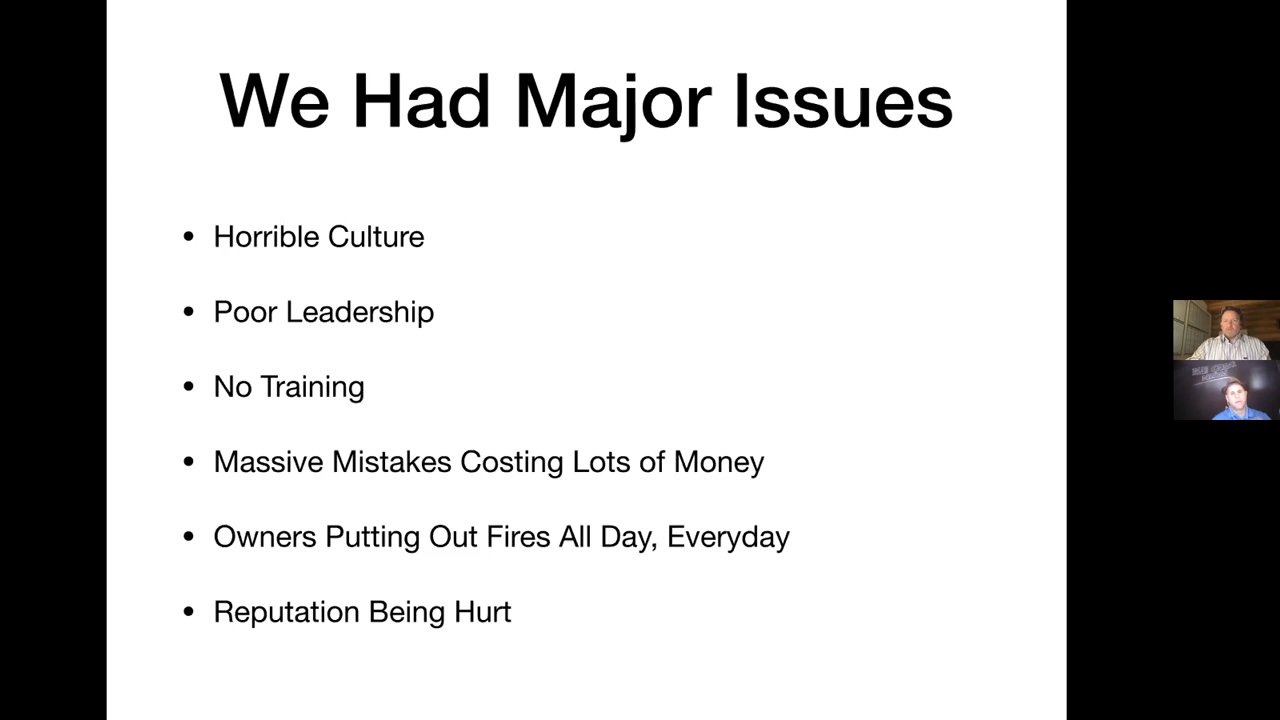 We Had Major Issues
• Horrible Culture
• Poor Leadership
• No Training
• Massive Mistakes Costing Lots of Money
• Owners Putting Out Fires All Day, Everyday
• Reputation Being Hurt